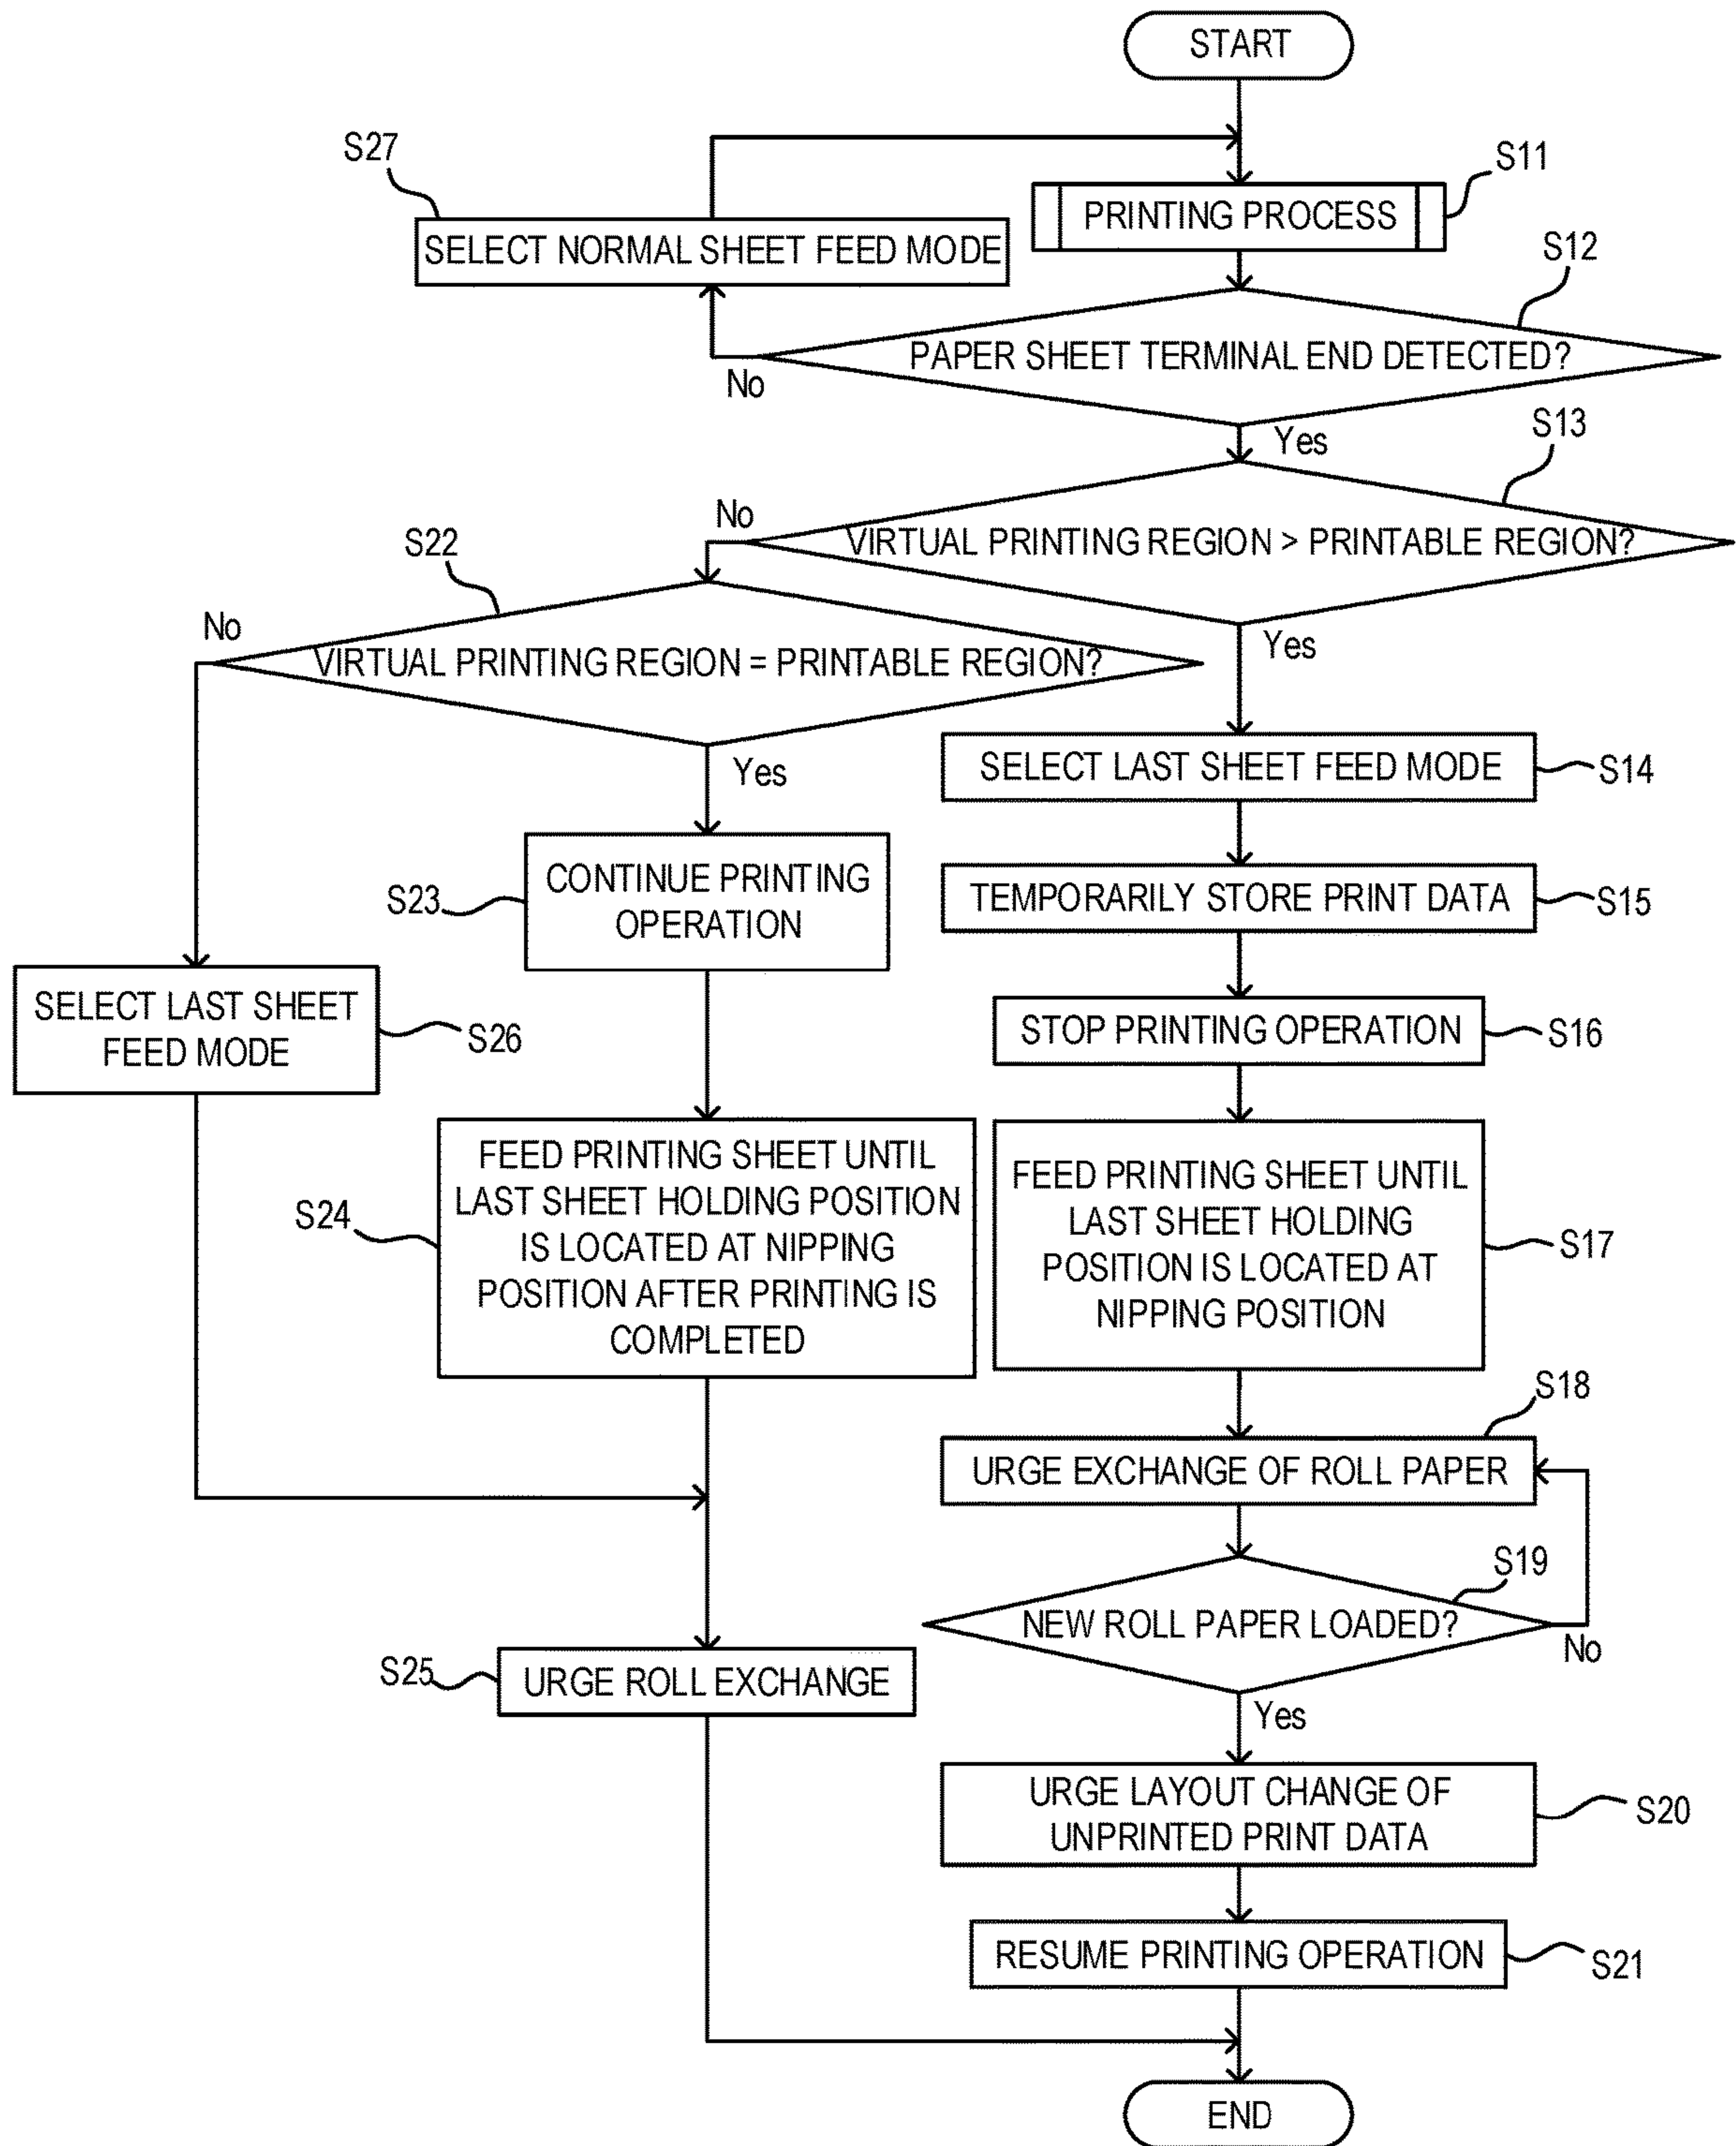 START
S27
S11
PRINTING PROCESS
SELECT NORMAL SHEET FEED MODE
S12
PAPER SHEET TERMINAL END DETECTED?
No
Yes
S13
No
VIRTUAL PRINTING REGION > PRINTABLE REGION?
S22
No
Yes
VIRTUAL PRINTING REGION = PRINTABLE REGION?
Yes
SELECT LAST SHEET FEED MODE
S14
CONTINUE PRINTING
OPERATION
S23
TEMPORARILY STORE PRINT DATA
S15
SELECT LAST SHEET
FEED MODE
S26
STOP PRINTING OPERATION
S16
FEED PRINTING SHEET UNTIL
LAST SHEET HOLDING POSITION
IS LOCATED AT NIPPING
POSITION AFTER PRINTING IS
COMPLETED
S24
FEED PRINTING SHEET UNTIL
LAST SHEET HOLDING
POSITION IS LOCATED AT
NIPPING POSITION
S17
S18
URGE EXCHANGE OF ROLL PAPER
S19
NEW ROLL PAPER LOADED?
No
S25
URGE ROLL EXCHANGE
Yes
URGE LAYOUT CHANGE OF
UNPRINTED PRINT DATA
S20
RESUME PRINTING OPERATION
S21
END